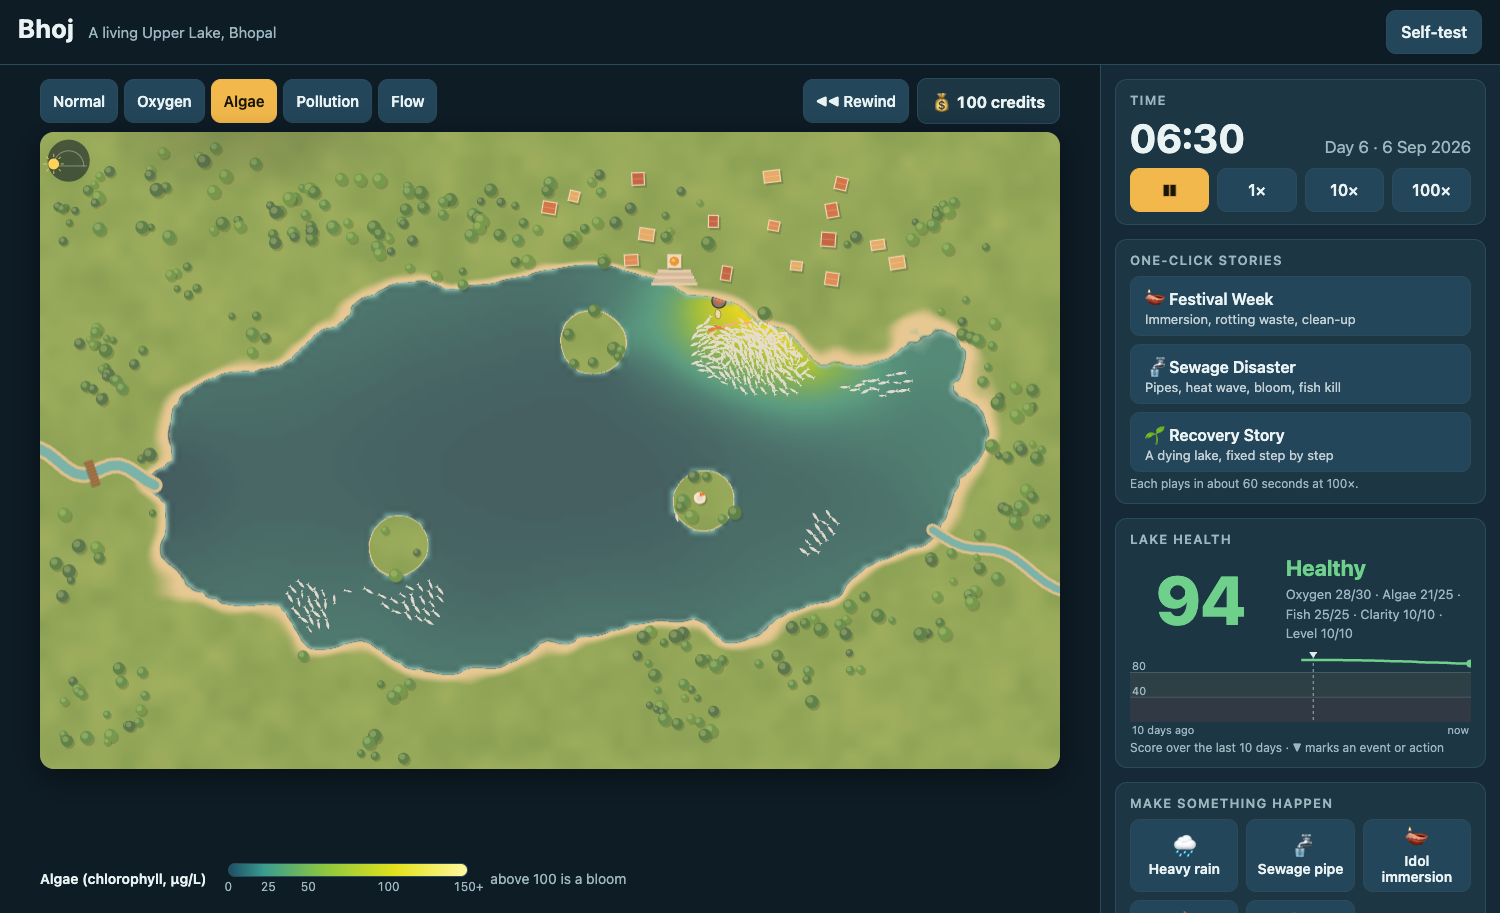 Bhoj
A living Upper Lake, Bhopal
Self-test
Normal
Oxygen
Algae
Pollution
Flow
◀◀ Rewind
💰 100 credits
TIME
06:30
Day 6 · 6 Sep 2026
1×
10×
100×
ONE-CLICK STORIES
Festival Week
Immersion, rotting waste, clean-up
Sewage Disaster
Pipes, heat wave, bloom, fish kill
Recovery Story
A dying lake, fixed step by step
Each plays in about 60 seconds at 100×.
LAKE HEALTH
94
Healthy
Oxygen 28/30 · Algae 21/25 ·
Fish 25/25 · Clarity 10/10 ·
Level 10/10
80
40
10 days ago
now
Score over the last 10 days · ▼ marks an event or action
MAKE SOMETHING HAPPEN
Heavy rain
Sewage pipe
Idol
immersion
Algae (chlorophyll, µg/L)
0 25 50 100 150+
above 100 is a bloom